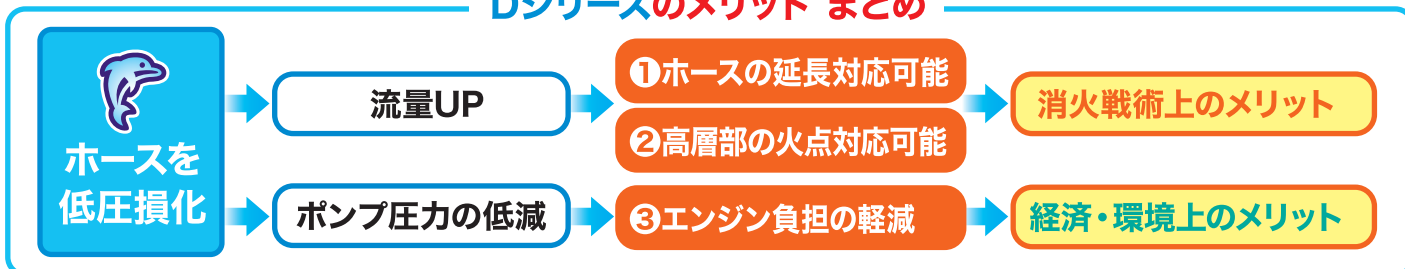 Dシリーズのメリット まとめ
ホースを
低圧損化
流量UP
❶ホースの延長対応可能
❷高層部の火点対応可能
消火戦術上のメリット
ポンプ圧力の低減
❸エンジン負担の軽減
経済・環境上のメリット